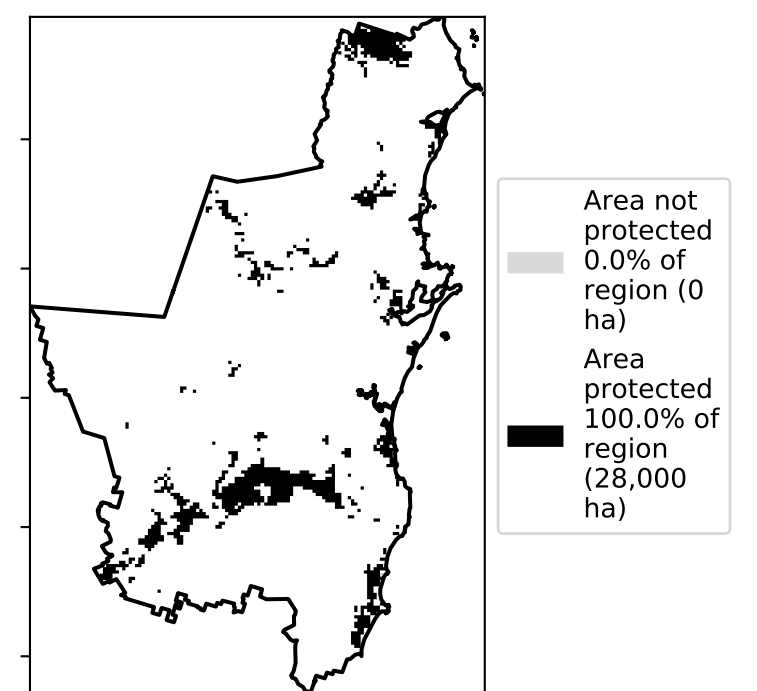 Area not
protected
0.0% of
region (0
ha)
Area
protected
100.0% of
region
(28,000
ha)